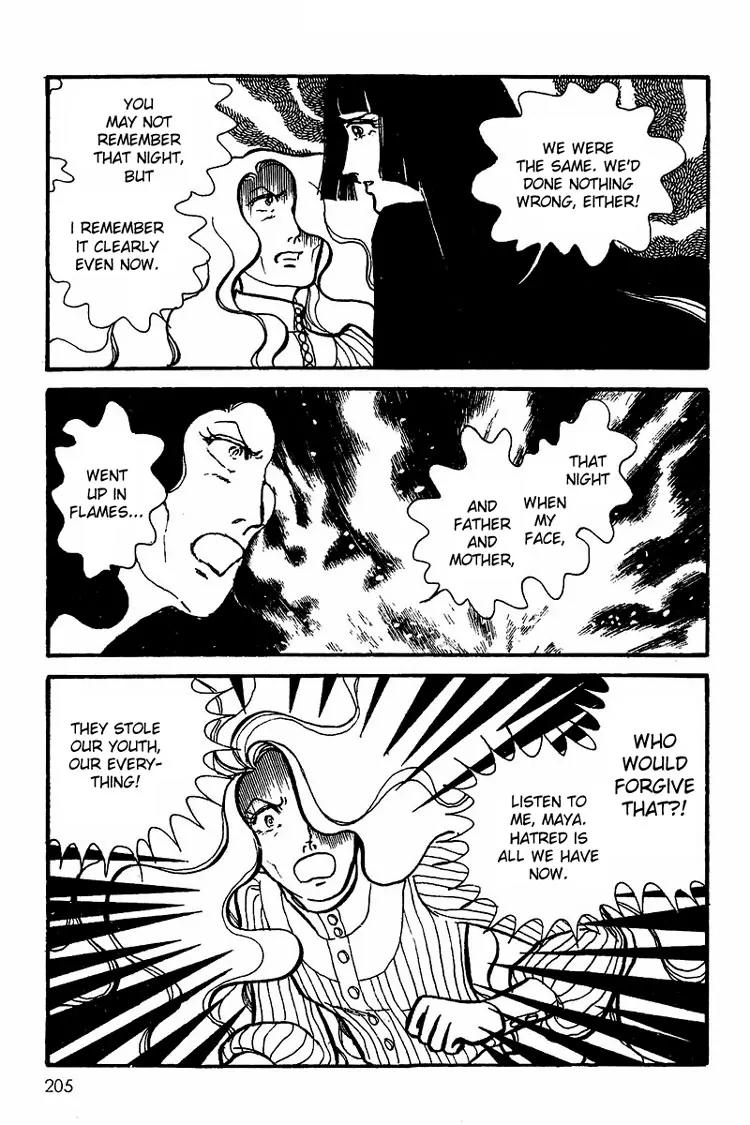 WE WERE
THE SAME. WE'D
DONE NOTHING
WRONG, EITHER!
YOU
MAY NOT
REMEMBER
THAT NIGHT,
BUT
I REMEMBER
IT CLEARLY
EVEN NOW.
THAT
NIGHT
WHEN
MY
FACE,
AND
FATHER
AND
MOTHER,
WENT
UP IN
FLAMES...
WHO
WOULD
FORGIVE
THAT?!
LISTEN TO
ME, MAYA.
HATRED IS
ALL WE HAVE
NOW.
THEY STOLE
OUR YOUTH,
OUR EVERY-
THING!
205